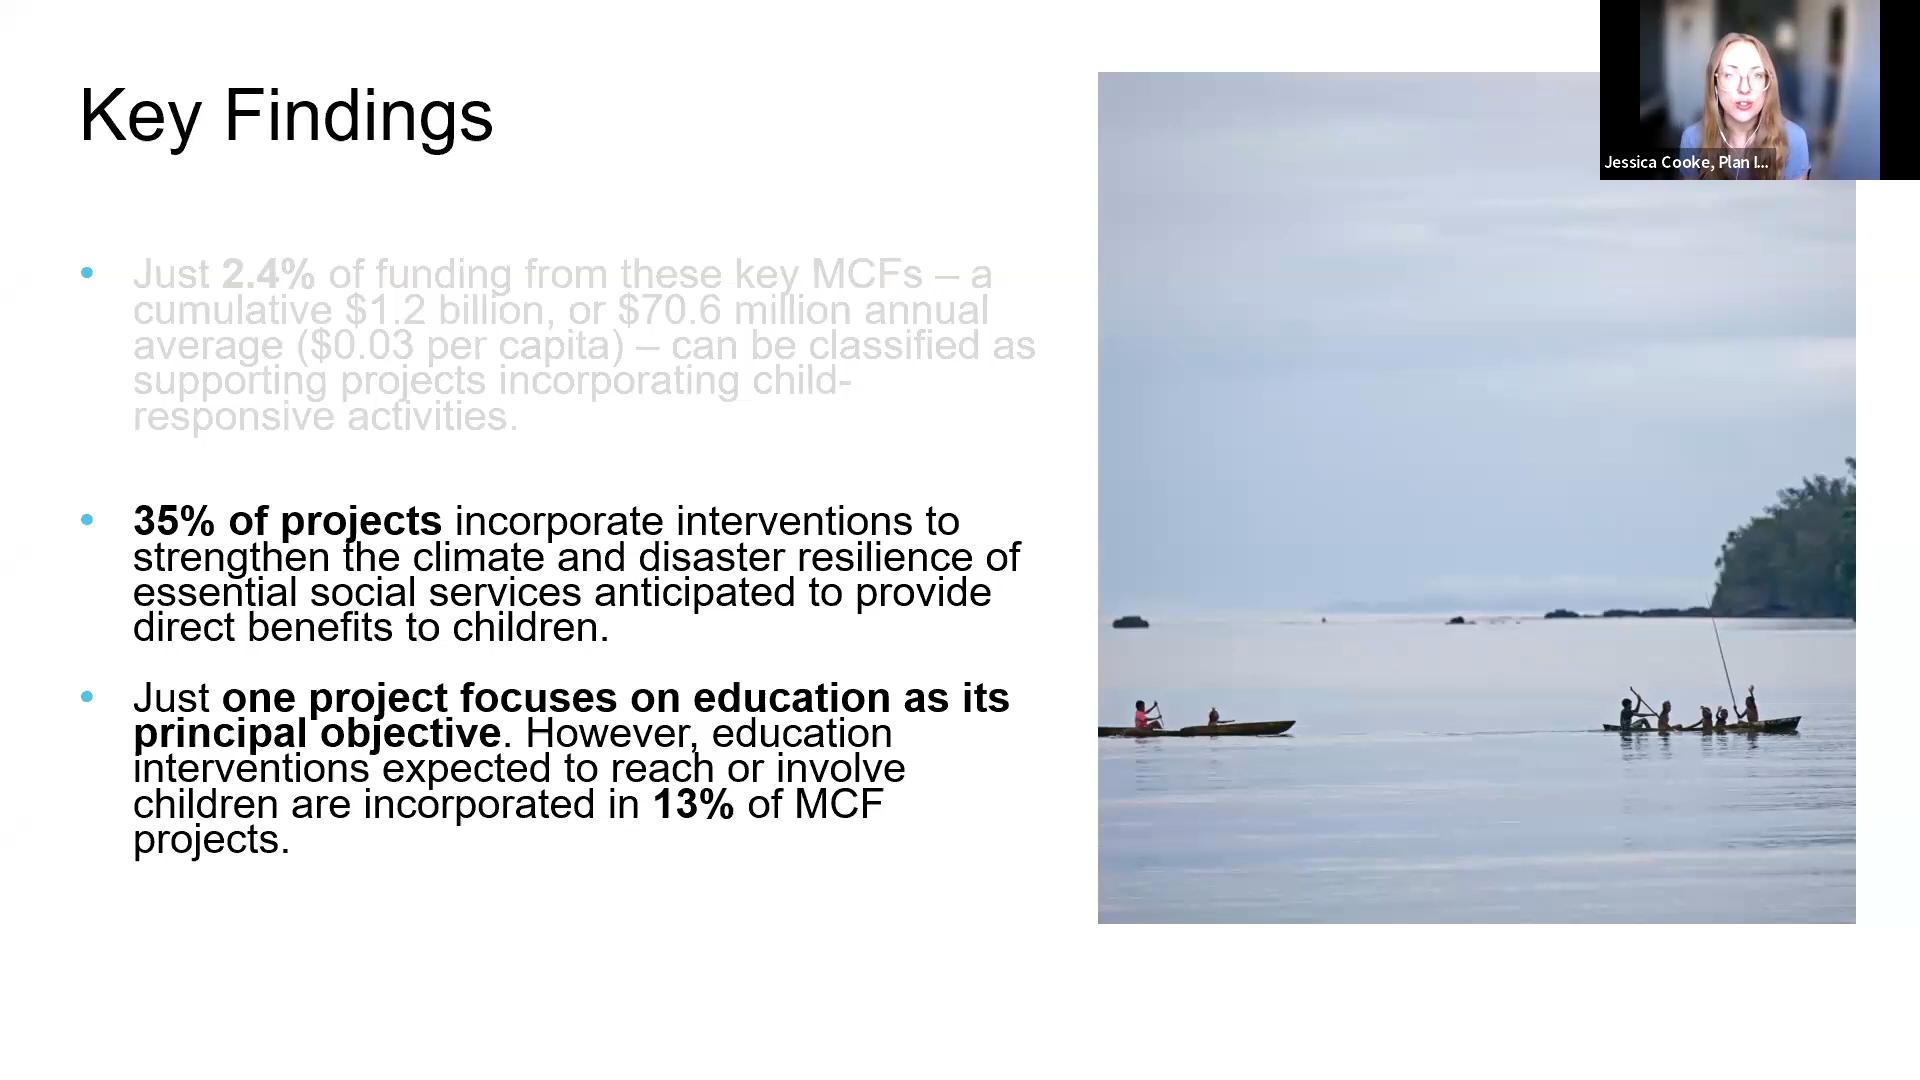 Key Findings
Jessica Cooke, Plan I...
• Just 2.4% of funding from these key MCFs – a
cumulative $1.2 billion, or $70.6 million annual
average ($0.03 per capita) – can be classified as
supporting projects incorporating child-
responsive activities.
• 35% of projects incorporate interventions to
strengthen the climate and disaster resilience of
essential social services anticipated to provide
direct benefits to children.
• Just one project focuses on education as its
principal objective. However, education
interventions expected to reach or involve
children are incorporated in 13% of MCF
projects.